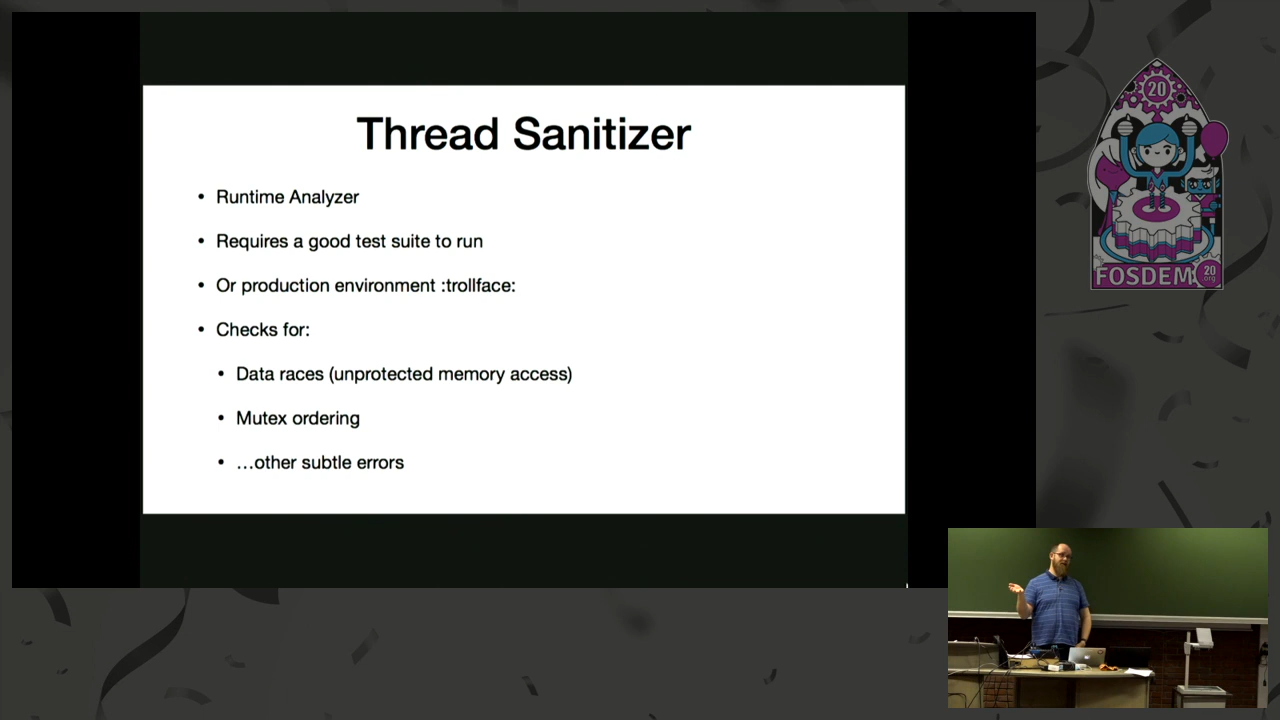 Thread Sanitizer
• Runtime Analyzer
• Requires a good test suite to run
• Or production environment :trollface:
• Checks for:
• Data races (unprotected memory access)
• Mutex ordering
• …other subtle errors
20
FOSDEM
20
.org